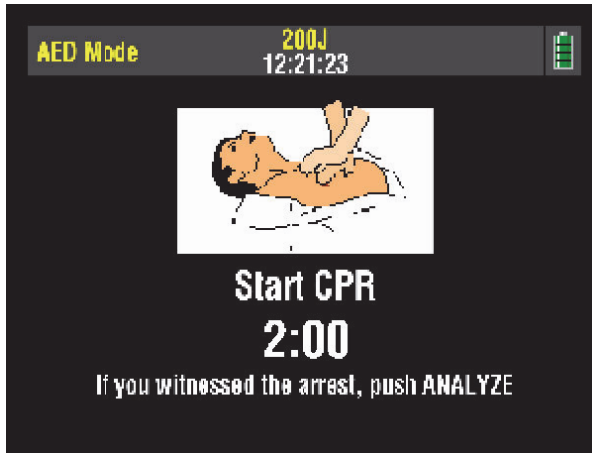 AED Mode
200J
12:21:23
Start CPR
2:00
If you witnessed the arrest, push ANALYZE